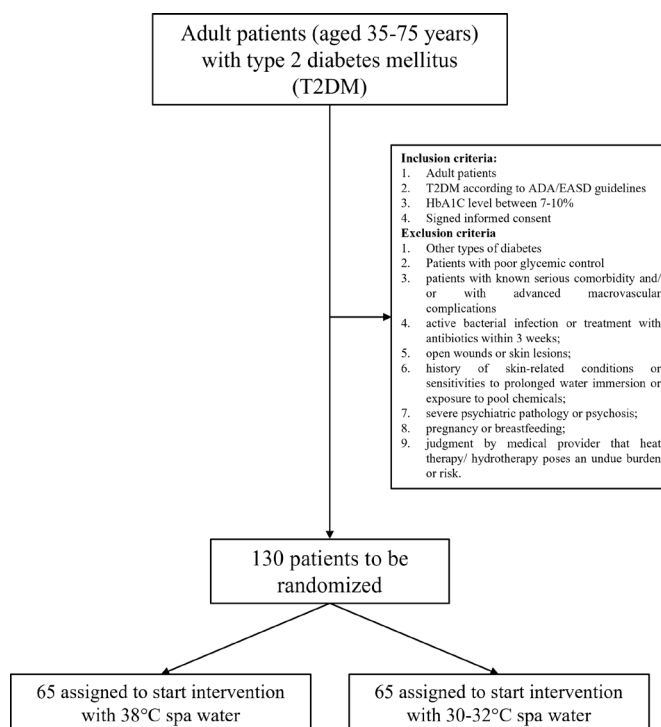 Adult patients (aged 35-75 years)
with type 2 diabetes mellitus
(T2DM)
Inclusion criteria:
1. Adult patients
2. T2DM according to ADA/EASD guidelines
3. HbA1C level between 7-10%
4. Signed informed consent
Exclusion criteria
1. Other types of diabetes
2. Patients with poor glycemic control
3. patients with known serious comorbidity and/
or with advanced macrovascular
complications
4. active bacterial infection or treatment with
antibiotics within 3 weeks;
5. open wounds or skin lesions;
6. history of skin-related conditions or
sensitivities to prolonged water immersion or
exposure to pool chemicals;
7. severe psychiatric pathology or psychosis;
8. pregnancy or breastfeeding;
9. judgment by medical provider that heat
therapy/ hydrotherapy poses an undue burden
or risk.
130 patients to be
randomized
65 assigned to start intervention
with 38°C spa water
65 assigned to start intervention
with 30-32°C spa water